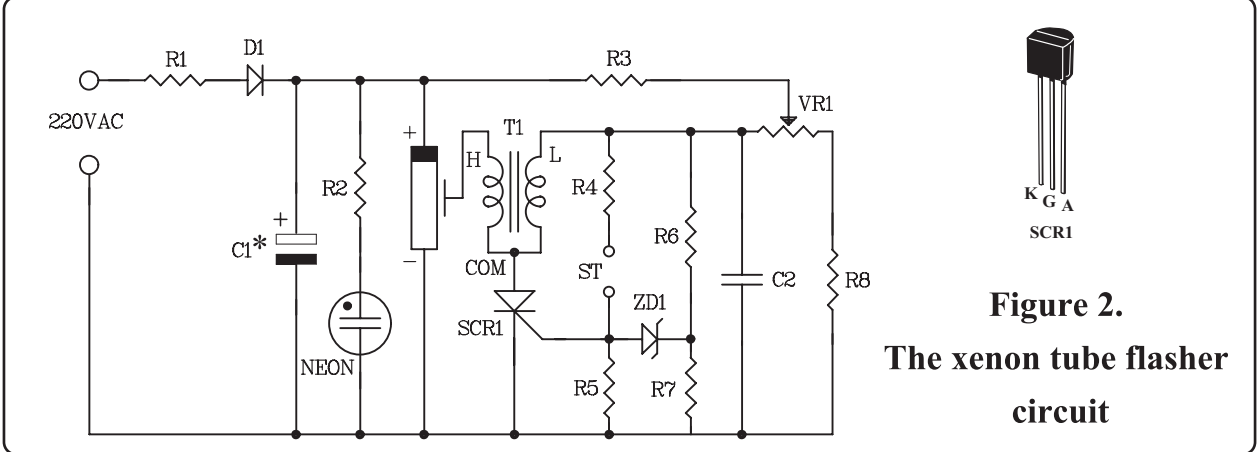 R1
D1
R3
VR1
220VAC
+
H
T1
L
R2
R4
+
C1*
R6
C2
R8
−
COM
ST
SCR1
ZD1
NEON
R5
R7
K G A
SCR1
Figure 2.
The xenon tube flasher
circuit